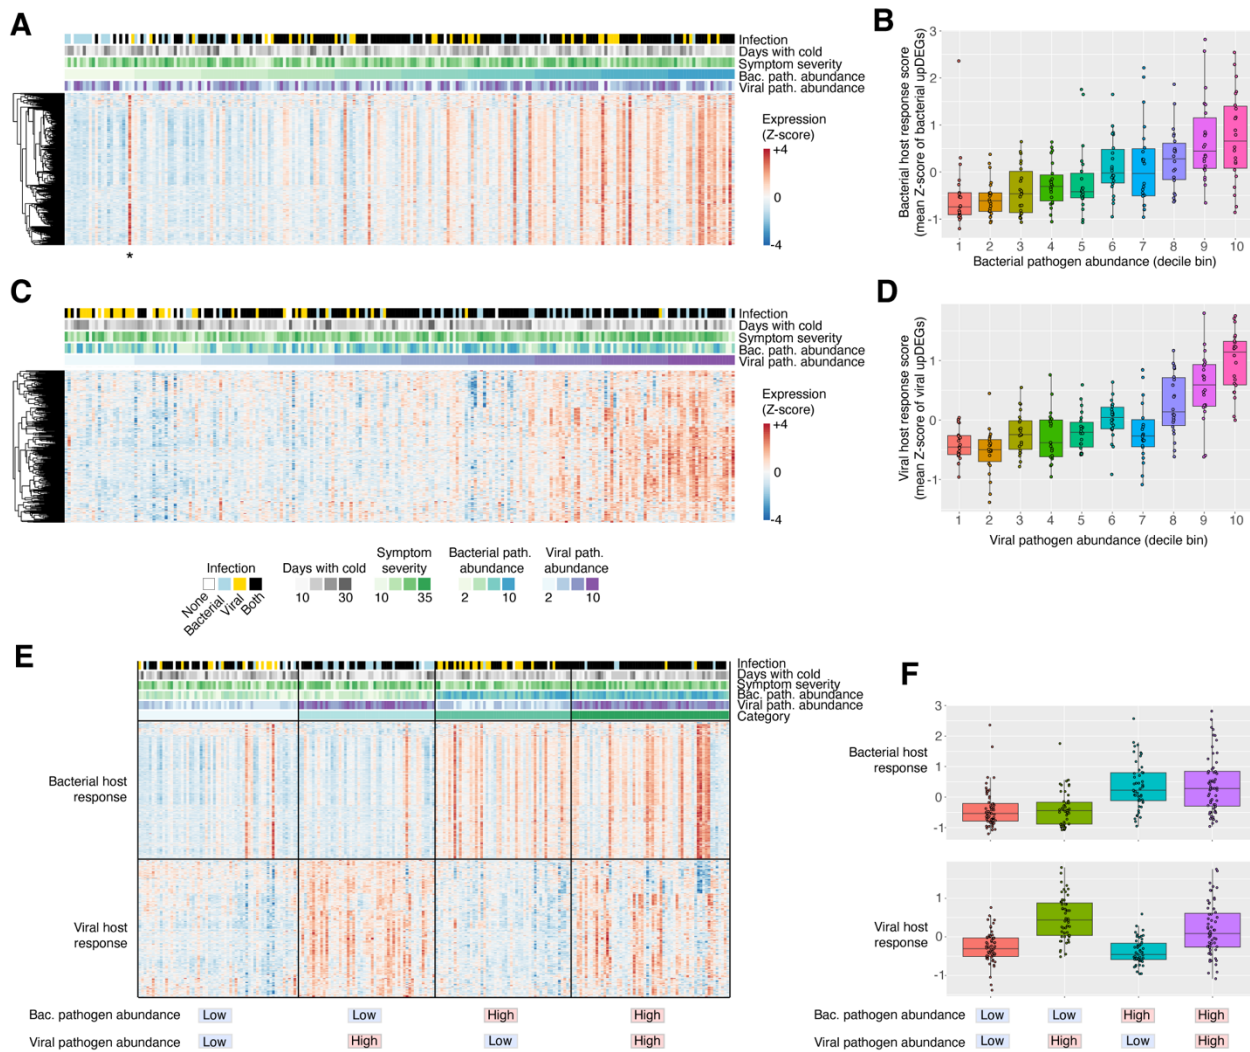 A
Infection
Days with cold
Symptom severity
Bac. path. abundance
Viral path. abundance
Expression
(Z-score)
+4
0
-4
*
B
Bacterial host response score
(mean Z-score of bacterial upDEGs)
3
2
1
0
-1
1 2 3 4 5 6 7 8 9 10
Bacterial pathogen abundance (decile bin)
C
Infection
Days with cold
Symptom severity
Bac. path. abundance
Viral path. abundance
Expression
(Z-score)
+4
0
-4
D
Viral host response score
(mean Z-score of viral upDEGs)
1
0
-1
1 2 3 4 5 6 7 8 9 10
Viral pathogen abundance (decile bin)
Infection
None
Bacterial
Viral
Both
Days with cold
10 30
Symptom
severity
10 35
Bacterial path.
abundance
2 10
Viral path.
abundance
2 10
E
Infection
Days with cold
Symptom severity
Bac. path. abundance
Viral path. abundance
Category
Bacterial host
response
Viral host
response
Bac. pathogen abundance Low Low High High
Viral pathogen abundance Low High Low High
F
Bacterial host
response
3
2
1
0
-1
Viral host
response
1
0
-1
Low Low High High
Low High Low High